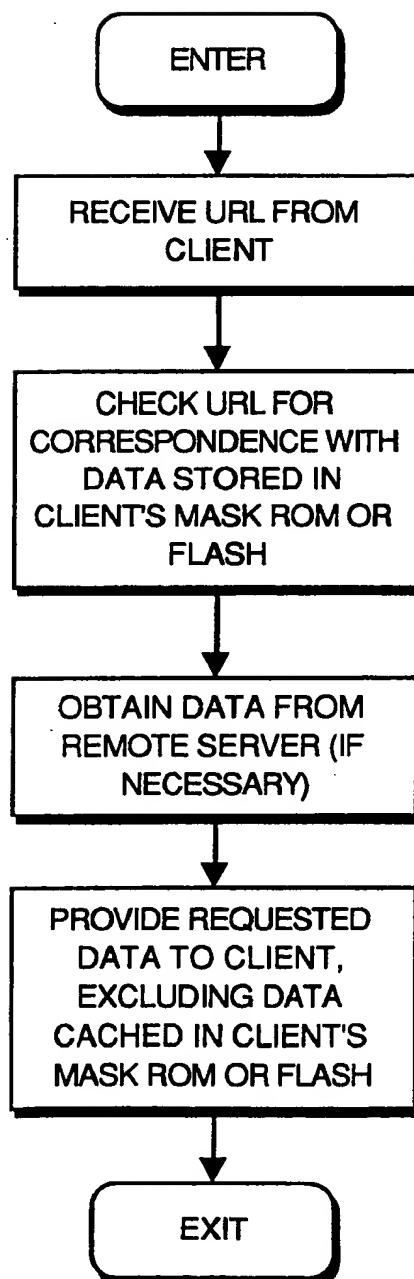 ENTER
RECEIVE URL FROM
CLIENT
CHECK URL FOR
CORRESPONDENCE WITH
DATA STORED IN
CLIENT'S MASK ROM OR
FLASH
OBTAIN DATA FROM
REMOTE SERVER (IF
NECESSARY)
PROVIDE REQUESTED
DATA TO CLIENT,
EXCLUDING DATA
CACHED IN CLIENT'S
MASK ROM OR FLASH
EXIT